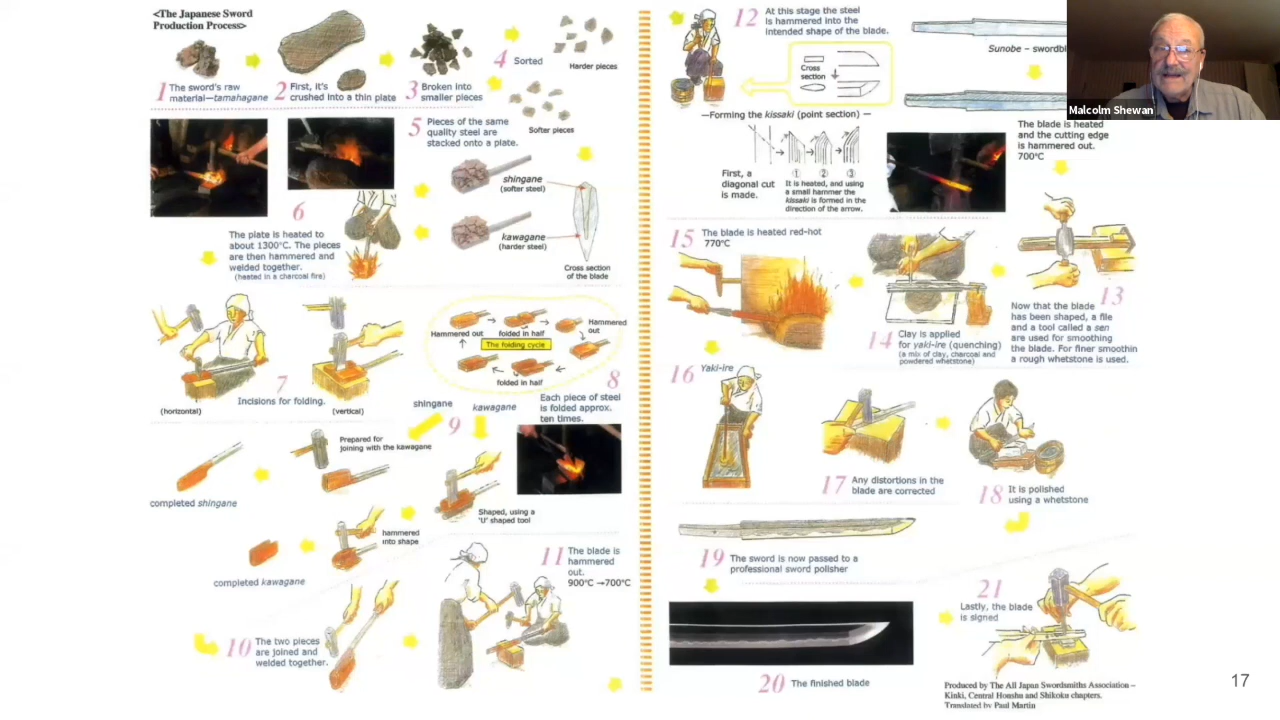 <The Japanese Sword
Production Process>
1 The sword's raw
material—tamahagane
2 First, it's
crushed into a thin plate
3 Broken into
smaller pieces
4 Sorted
Harder pieces
Softer pieces
5 Pieces of the same
quality steel are
stacked onto a plate.
shingane
(softer steel)
kawagane
(harder steel)
Cross section
of the blade
6
The plate is heated to
about 1300°C. The pieces
are then hammered and
welded together.
(heated in a charcoal fire)
7
Incisions for folding.
(horizontal)
(vertical)
Hammered out
folded in half
Hammered
out
The folding cycle
folded in half
8
Each piece of steel
is folded approx.
ten times.
shingane
kawagane
9
Prepared for
joining with the kawagane
completed shingane
Shaped, using a
'U' shaped tool
hammered
into shape
completed kawagane
10 The two pieces
are joined and
welded together.
11 The blade is
hammered
out.
900°C →700°C
12 At this stage the steel
is hammered into the
intended shape of the blade.
Cross
section
Sunobe – swordbl
—Forming the kissaki (point section) —
First, a
diagonal cut
is made.
① ② ③
It is heated, and using
a small hammer the
kissaki is formed in the
direction of the arrow.
Malcolm Shewan
The blade is heated
and the cutting edge
is hammered out.
700°C
13
Now that the blade
has been shaped, a file
and a tool called a sen
are used for smoothing
the blade. For finer smoothin
a rough whetstone is used.
14 Clay is applied
for yaki-ire (quenching)
(a mix of clay, charcoal and
powdered whetstone)
15 The blade is heated red-hot
770°C
16 Yaki-ire
17 Any distortions in the
blade are corrected
18 It is polished
using a whetstone
19 The sword is now passed to a
professional sword polisher
20 The finished blade
21
Lastly, the blade
is signed
Produced by The All Japan Swordsmiths Association –
Kinki, Central Honshu and Shikoku chapters.
Translated by Paul Martin
17